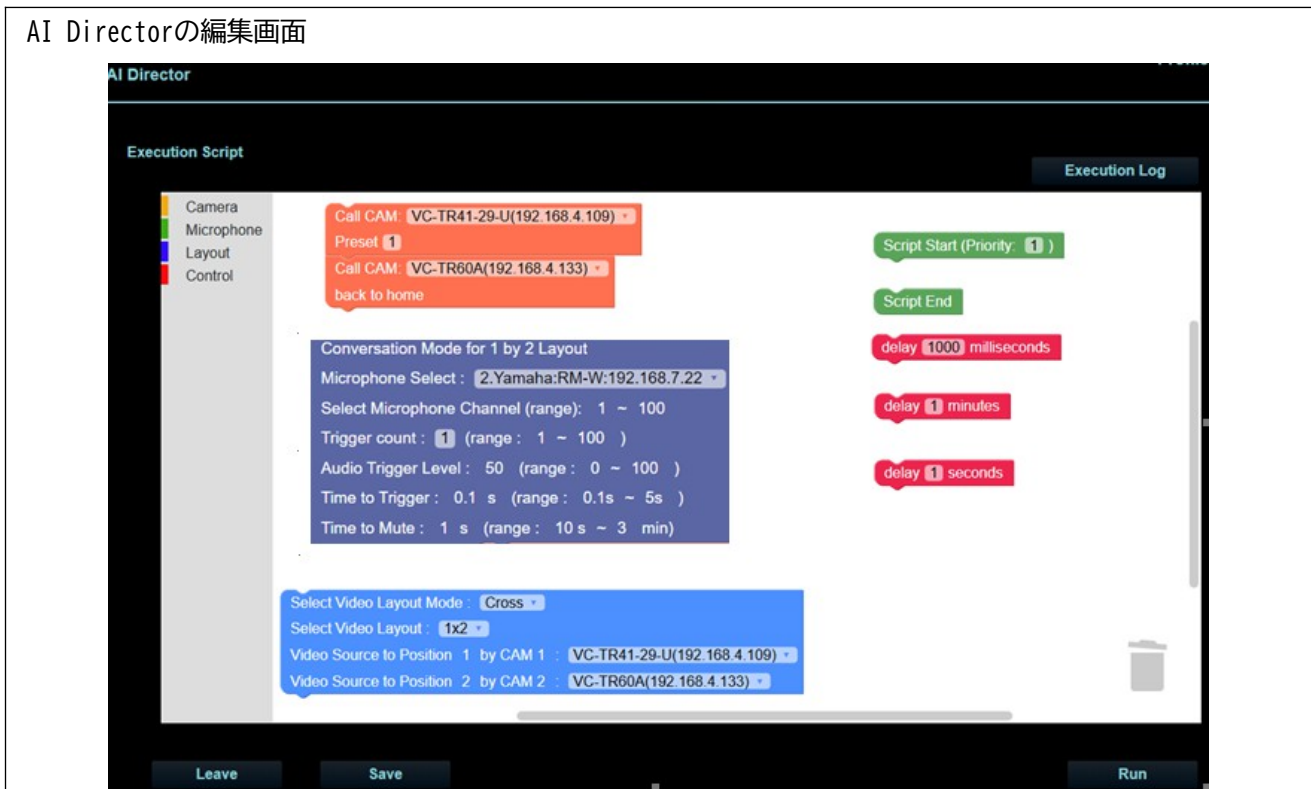 AI Directorの編集画面
AI Director
Execution Script
Execution Log
Camera
Microphone
Layout
Control
Call CAM: VC-TR41-29-U(192.168.4.109)
Preset 1
Call CAM: VC-TR60A(192.168.4.133)
back to home
Conversation Mode for 1 by 2 Layout
Microphone Select : 2.Yamaha:RM-W:192.168.7.22
Select Microphone Channel (range): 1 ~ 100
Trigger count : 1 (range : 1 ~ 100 )
Audio Trigger Level : 50 (range : 0 ~ 100 )
Time to Trigger : 0.1 s (range : 0.1s ~ 5s )
Time to Mute : 1 s (range : 10 s ~ 3 min)
Select Video Layout Mode : Cross
Select Video Layout : 1x2
Video Source to Position 1 by CAM 1 : VC-TR41-29-U(192.168.4.109)
Video Source to Position 2 by CAM 2 : VC-TR60A(192.168.4.133)
Script Start (Priority: 1 )
Script End
delay 1000 milliseconds
delay 1 minutes
delay 1 seconds
Leave
Save
Run